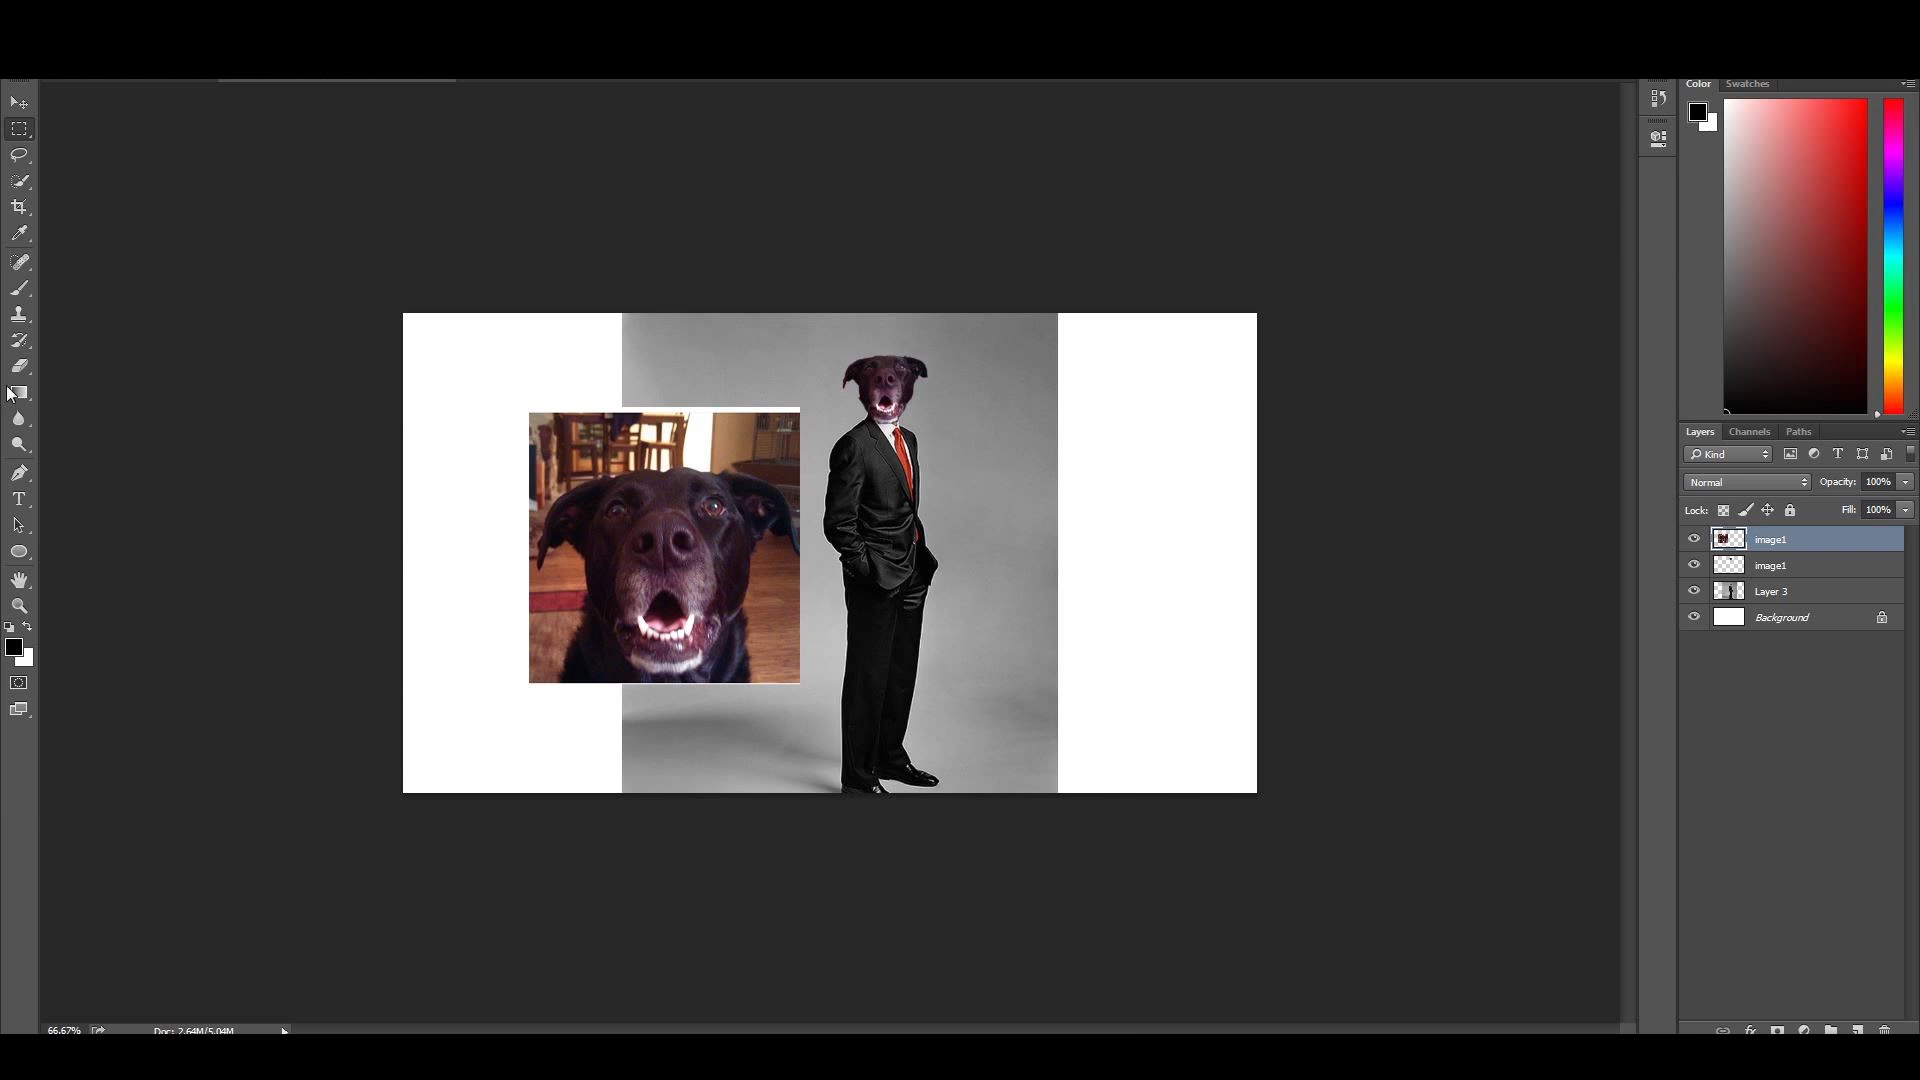 Color Swatches
Layers Channels Paths
Kind
Normal Opacity: 100%
Lock: Fill: 100%
image1
image1
Layer 3
Background
66.67% Doc: 2.64M/5.04M